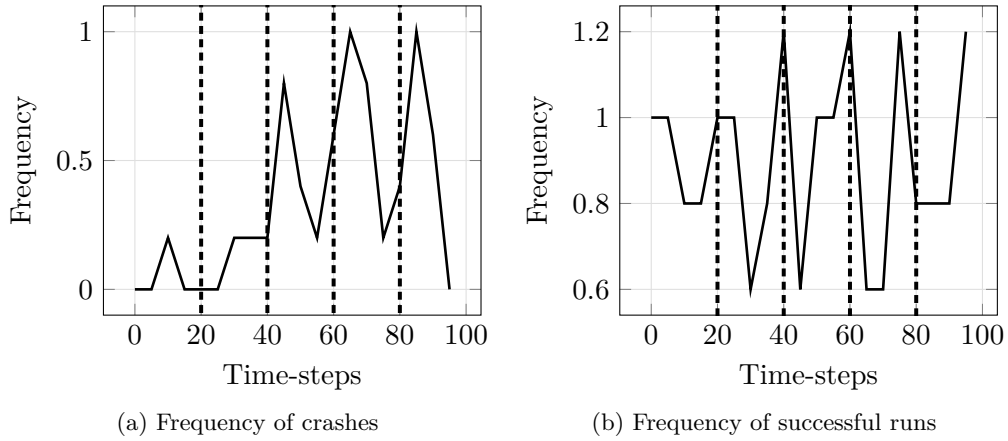 1
0.5
0
Frequency
0 20 40 60 80 100
Time-steps
(a) Frequency of crashes
1.2
1
0.8
0.6
Frequency
0 20 40 60 80 100
Time-steps
(b) Frequency of successful runs